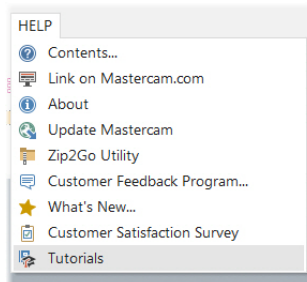 HELP
Contents...
Link on Mastercam.com
About
Update Mastercam
Zip2Go Utility
Customer Feedback Program...
What's New...
Customer Satisfaction Survey
Tutorials